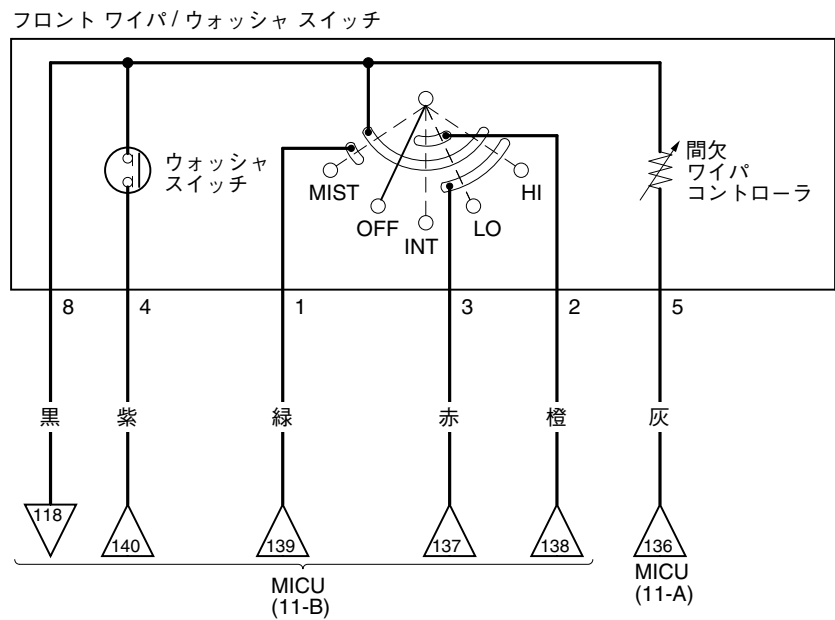 フロント ワイパ / ウォッシャ スイッチ
ウォッシャ
スイッチ
MIST
OFF
INT
LO
HI
間欠
ワイパ
コントローラ
8
4
1
3
2
5
黒
紫
緑
赤
橙
灰
118
140
139
137
138
136
MICU
(11-B)
MICU
(11-A)